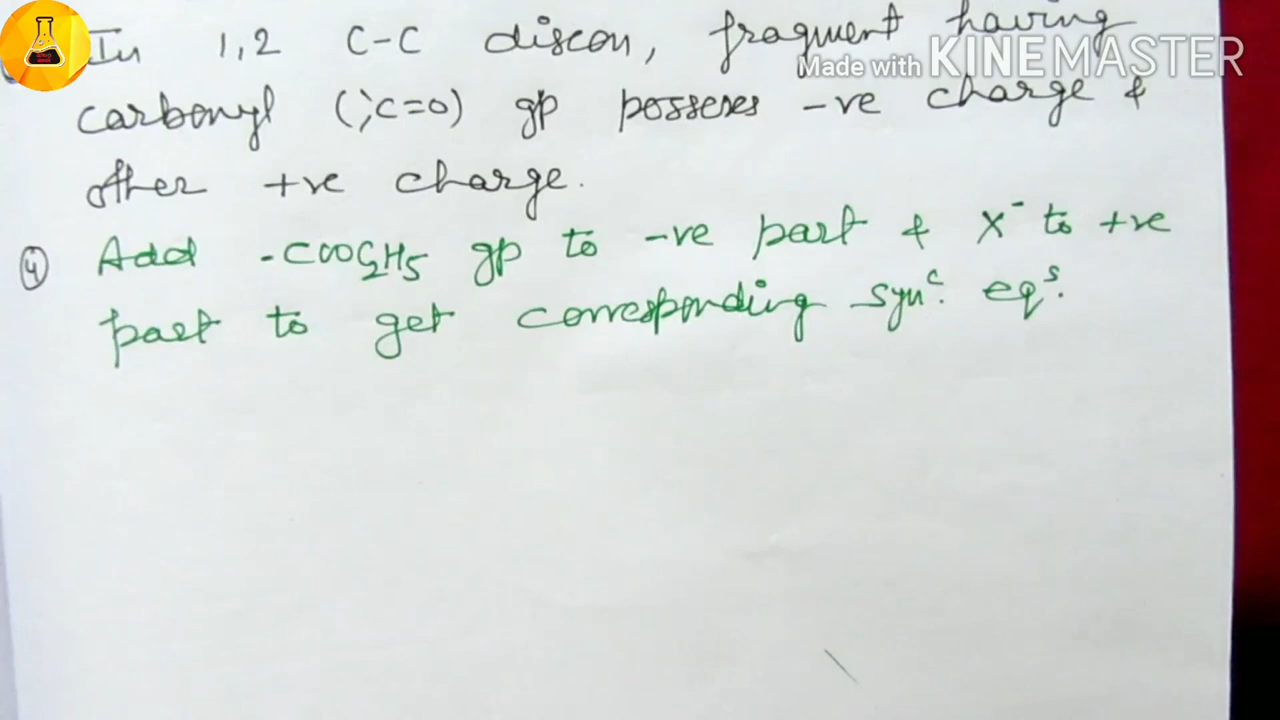 In 1,2 C-C discon, fragment having
Made with KINEMASTER
carbonyl (>C=O) gp possesses -ve charge &
other +ve charge.
④ Add -COOC2H5 gp to -ve part & X⁻ to +ve
part to get corresponding synᶜ. eqˢ.